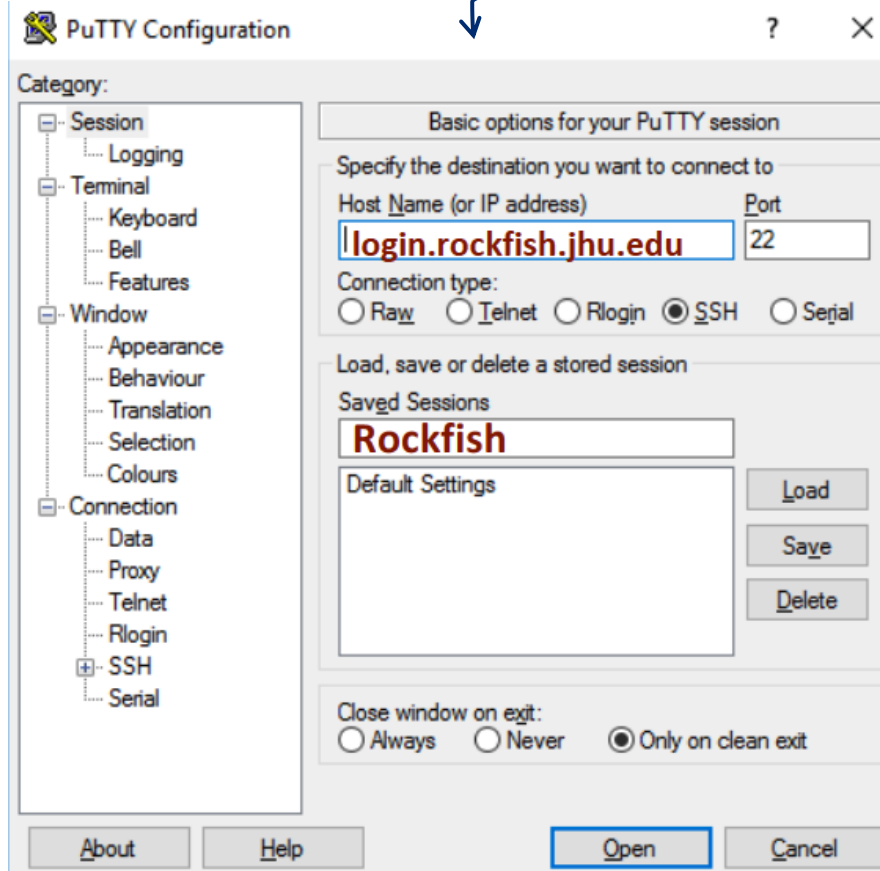 PuTTY Configuration
?
Category:
Session
Logging
Terminal
Keyboard
Bell
Features
Window
Appearance
Behaviour
Translation
Selection
Colours
Connection
Data
Proxy
Telnet
Rlogin
SSH
Serial
Basic options for your PuTTY session
Specify the destination you want to connect to
Host Name (or IP address) Port
login.rockfish.jhu.edu 22
Connection type:
Raw Telnet Rlogin SSH Serial
Load, save or delete a stored session
Saved Sessions
Rockfish
Default Settings
Load
Save
Delete
Close window on exit:
Always Never Only on clean exit
About Help Open Cancel